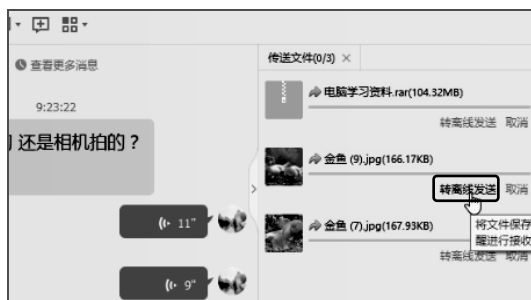 传送文件(0/3) ×
查看更多消息
电脑学习资料.rar(104.32MB)
9:23:22
转离线发送 取消
还是相机拍的？
金鱼 (9).jpg(166.17KB)
转离线发送 取消
11"
将文件保存
醒进行接收
金鱼 (7).jpg(167.93KB)
转离线发送 取消
9"